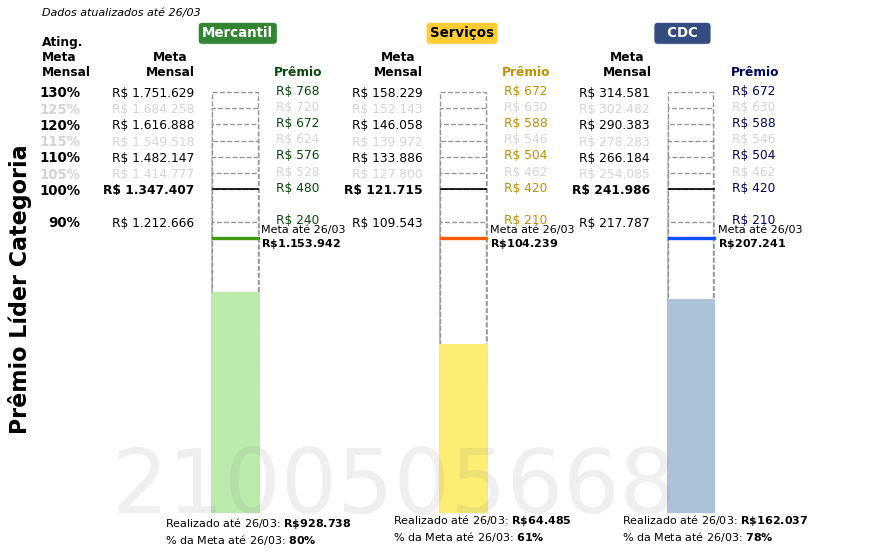 Dados atualizados até 26/03
Mercantil
Serviços
CDC
Ating. Meta Mensal
Meta Mensal
Prêmio
Meta Mensal
Prêmio
Meta Mensal
Prêmio
130% R$ 1.751.629 R$ 768 R$ 158.229 R$ 672 R$ 314.581 R$ 672
125% R$ 1.684.258 R$ 720 R$ 152.143 R$ 630 R$ 302.482 R$ 630
120% R$ 1.616.888 R$ 672 R$ 146.058 R$ 588 R$ 290.383 R$ 588
115% R$ 1.549.518 R$ 624 R$ 139.972 R$ 546 R$ 278.283 R$ 546
110% R$ 1.482.147 R$ 576 R$ 133.886 R$ 504 R$ 266.184 R$ 504
105% R$ 1.414.777 R$ 528 R$ 127.800 R$ 462 R$ 254.085 R$ 462
100% R$ 1.347.407 R$ 480 R$ 121.715 R$ 420 R$ 241.986 R$ 420
90% R$ 1.212.666 R$ 240 R$ 109.543 R$ 210 R$ 217.787 R$ 210
Meta até 26/03
R$1.153.942
Meta até 26/03
R$104.239
Meta até 26/03
R$207.241
Prêmio Líder Categoria
2100505668
Realizado até 26/03: R$928.738
% da Meta até 26/03: 80%
Realizado até 26/03: R$64.485
% da Meta até 26/03: 61%
Realizado até 26/03: R$162.037
% da Meta até 26/03: 78%